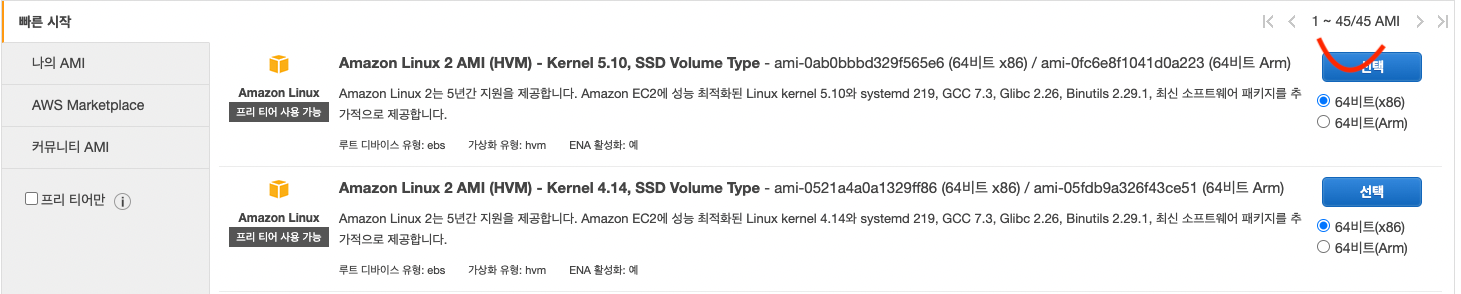 빠른 시작
1 ~ 45/45 AMI
나의 AMI
AWS Marketplace
커뮤니티 AMI
프리 티어만
Amazon Linux
프리 티어 사용 가능
Amazon Linux 2 AMI (HVM) - Kernel 5.10, SSD Volume Type - ami-0ab0bbbd329f565e6 (64비트 x86) / ami-0fc6e8f1041d0a223 (64비트 Arm)
Amazon Linux 2는 5년간 지원을 제공합니다. Amazon EC2에 성능 최적화된 Linux kernel 5.10와 systemd 219, GCC 7.3, Glibc 2.26, Binutils 2.29.1, 최신 소프트웨어 패키지를 추
가적으로 제공합니다.
루트 디바이스 유형: ebs 가상화 유형: hvm ENA 활성화: 예
선택
64비트(x86)
64비트(Arm)
Amazon Linux
프리 티어 사용 가능
Amazon Linux 2 AMI (HVM) - Kernel 4.14, SSD Volume Type - ami-0521a4a0a1329ff86 (64비트 x86) / ami-05fdb9a326f43ce51 (64비트 Arm)
Amazon Linux 2는 5년간 지원을 제공합니다. Amazon EC2에 성능 최적화된 Linux kernel 4.14와 systemd 219, GCC 7.3, Glibc 2.26, Binutils 2.29.1, 최신 소프트웨어 패키지를 추
가적으로 제공합니다.
루트 디바이스 유형: ebs 가상화 유형: hvm ENA 활성화: 예
선택
64비트(x86)
64비트(Arm)